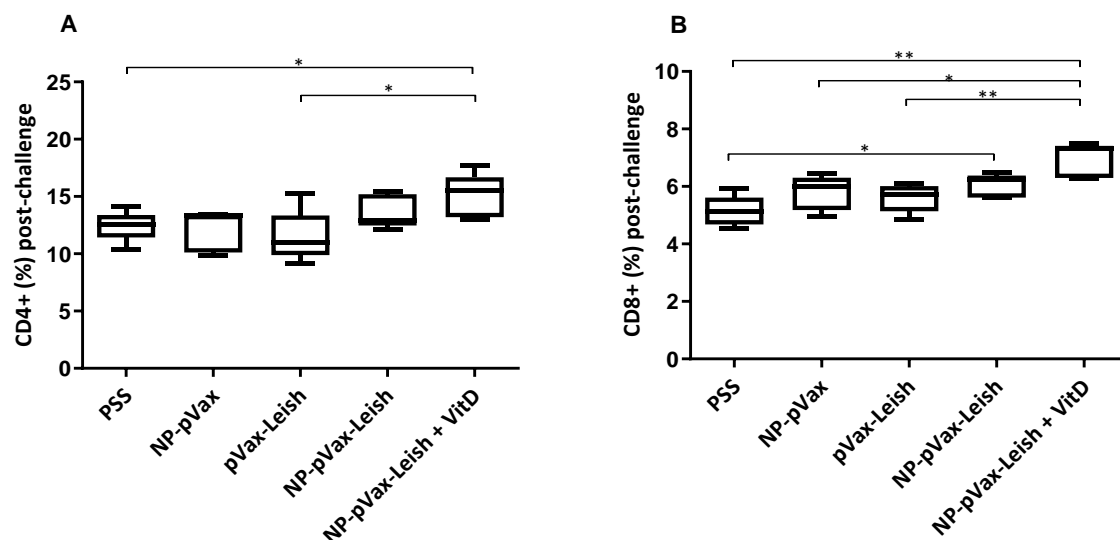 A
CD4+ (%) post-challenge
25
20
15
10
5
0
*
*
PSS
NP-pVax
pVax-Leish
NP-pVax-Leish
NP-pVax-Leish + VitD
B
CD8+ (%) post-challenge
10
8
6
4
2
0
**
*
**
*
PSS
NP-pVax
pVax-Leish
NP-pVax-Leish
NP-pVax-Leish + VitD